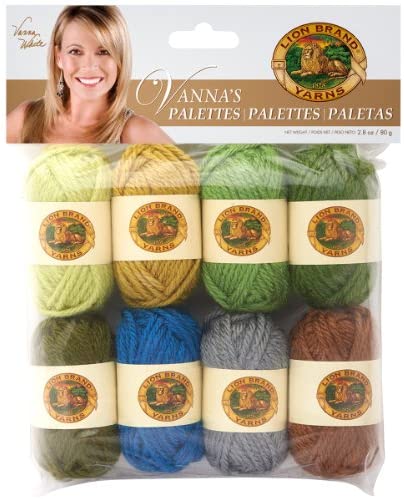 Vanna White
LION BRAND
YARNS
VANNA'S
PALETTES | PALETTES | PALETAS
NET WEIGHT / POIDS NET / PESO NETO: 2.8 oz / 80 g
LION BRAND
YARNS
LION BRAND
YARNS
LION BRAND
YARNS
LION BRAND
YARNS
LION BRAND
YARNS
LION BRAND
YARNS
LION BRAND
YARNS
LION BRAND
YARNS